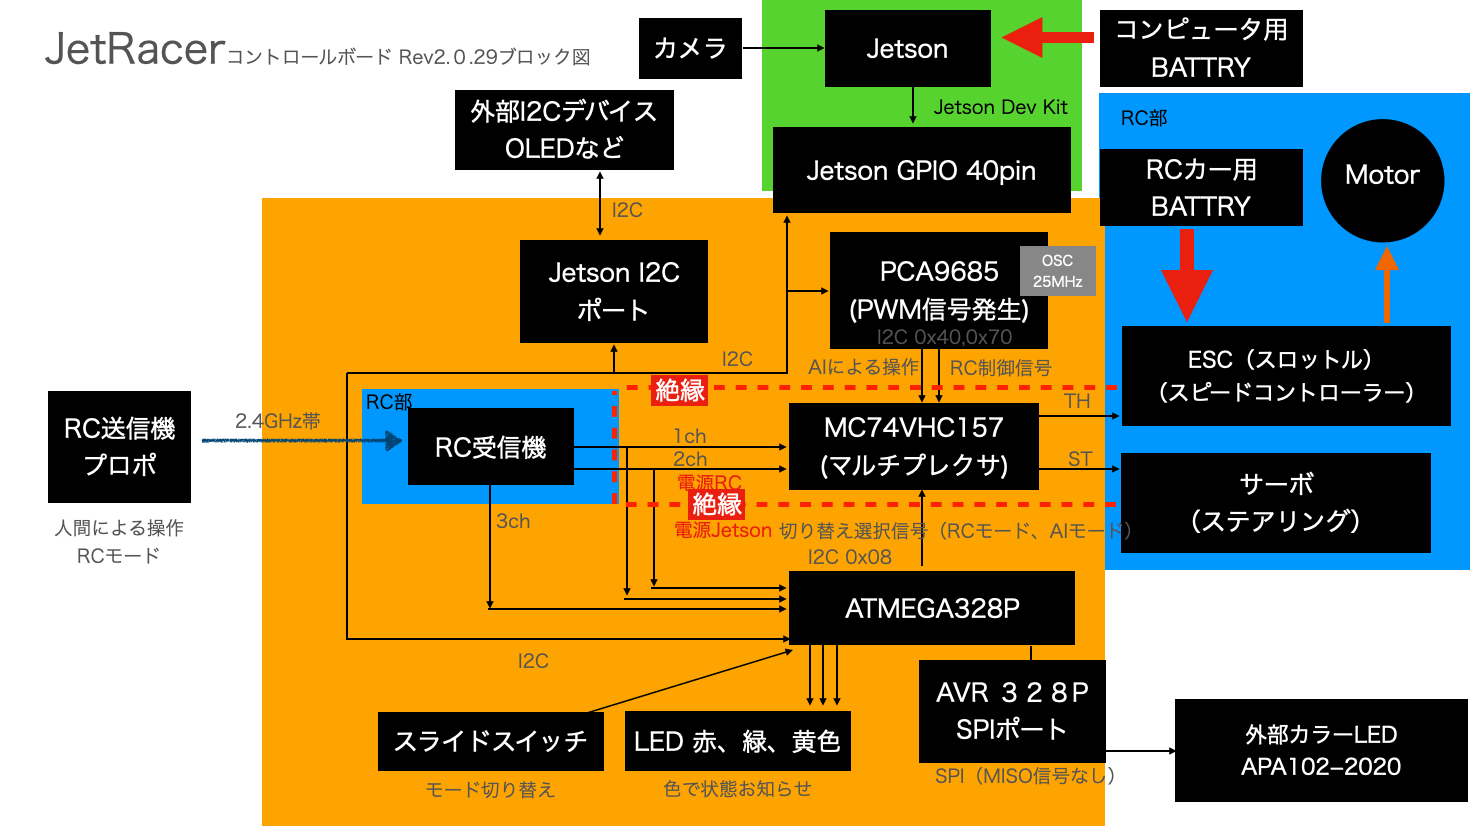 JetRacerコントロールボード Rev2.0.29ブロック図
カメラ
Jetson
コンピュータ用
BATTRY
Jetson Dev Kit
外部I2Cデバイス
OLEDなど
Jetson GPIO 40pin
RC部
RCカー用
BATTRY
Motor
I2C
Jetson I2C
ポート
PCA9685
(PWM信号発生)
I2C 0x40,0x70
OSC
25MHz
I2C
AIによる操作
RC制御信号
ESC（スロットル）
（スピードコントローラー）
絶縁
RC部
RC送信機
プロポ
2.4GHz帯
RC受信機
1ch
2ch
電源RC
MC74VHC157
(マルチプレクサ)
TH
ST
サーボ
（ステアリング）
絶縁
人間による操作
RCモード
3ch
電源Jetson 切り替え選択信号（RCモード、AIモード）
I2C 0x08
ATMEGA328P
I2C
AVR ３２８P
SPIポート
スライドスイッチ
LED 赤、緑、黄色
外部カラーLED
APA102-2020
SPI（MISO信号なし）
モード切り替え
色で状態お知らせ